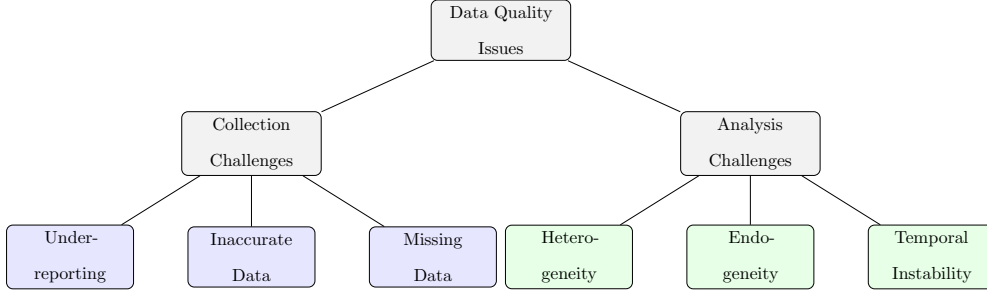 Data Quality
Issues
Collection
Challenges
Analysis
Challenges
Under-
reporting
Inaccurate
Data
Missing
Data
Hetero-
geneity
Endo-
geneity
Temporal
Instability